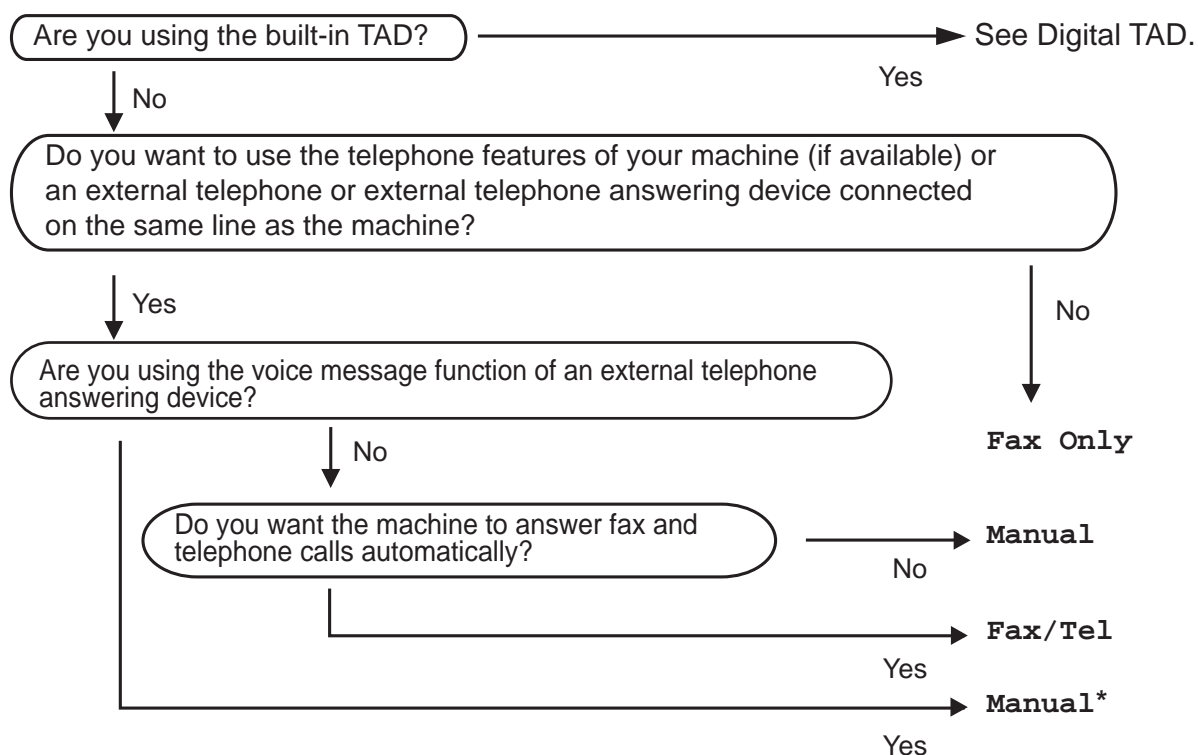 Are you using the built-in TAD?
See Digital TAD.
Yes
No
Do you want to use the telephone features of your machine (if available) or
an external telephone or external telephone answering device connected
on the same line as the machine?
Yes
No
Are you using the voice message function of an external telephone
answering device?
Fax Only
No
Do you want the machine to answer fax and
telephone calls automatically?
Manual
No
Fax/Tel
Yes
Manual*
Yes